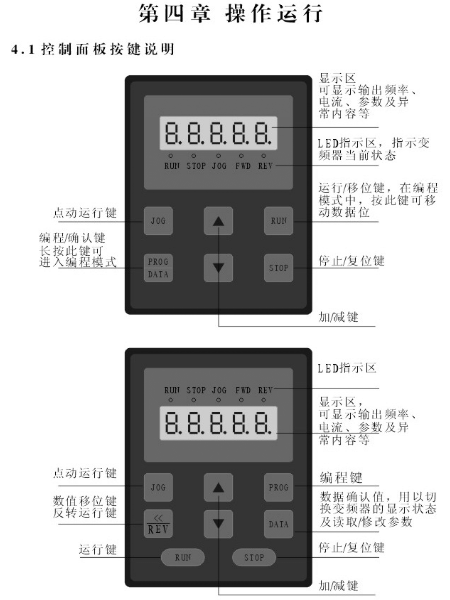 第四章 操作运行
4.1 控制面板按键说明
显示区
可显示输出频率、
电流、参数及异
常内容等
8.8.8.8.8.
LED指示区，指示变
频器当前状态
RUN STOP JOG FWD REV
运行/移位键，在编程
模式中，按此键可移
动数据位
点动运行键
JOG
RUN
编程/确认键
长按此键可
进入编程模式
PROG
DATA
STOP
停止/复位键
加/减键
LED指示区
RUN STOP JOG FWD REV
显示区，
可显示输出频率、
电流、参数及异
常内容等
8.8.8.8.8.
点动运行键
JOG
PROG
编程键
数值移位键
反转运行键
<<
REV
DATA
数据确认值，用以切
换变频器的显示状态
及读取/修改参数
运行键
RUN
STOP
停止/复位键
加/减键